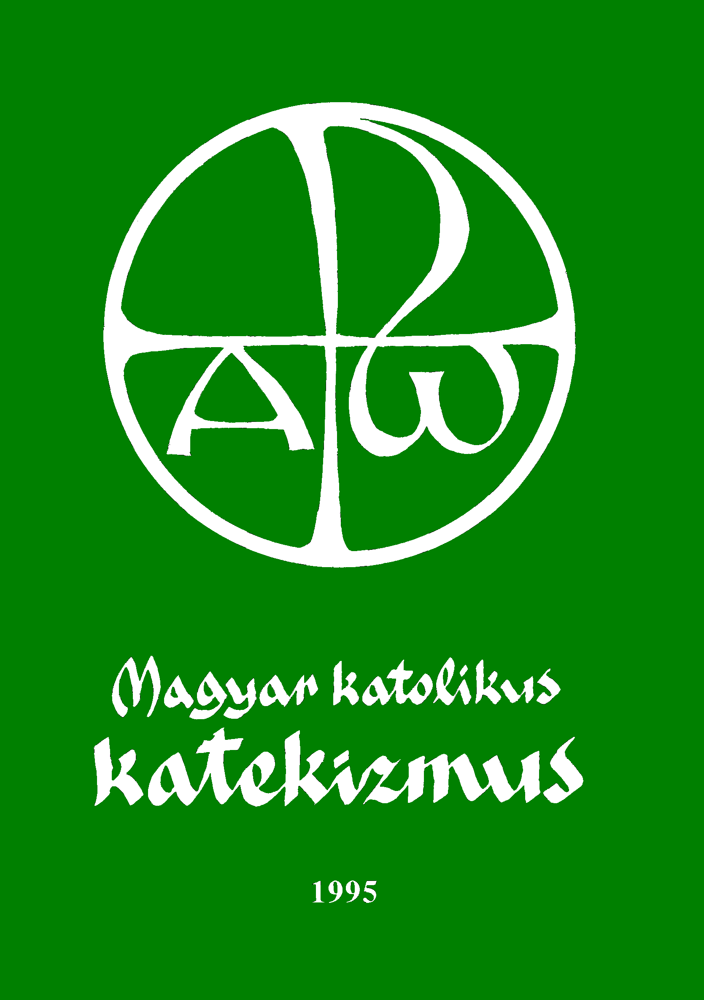 Α ω
Magyar katolikus
katekizmus
1995